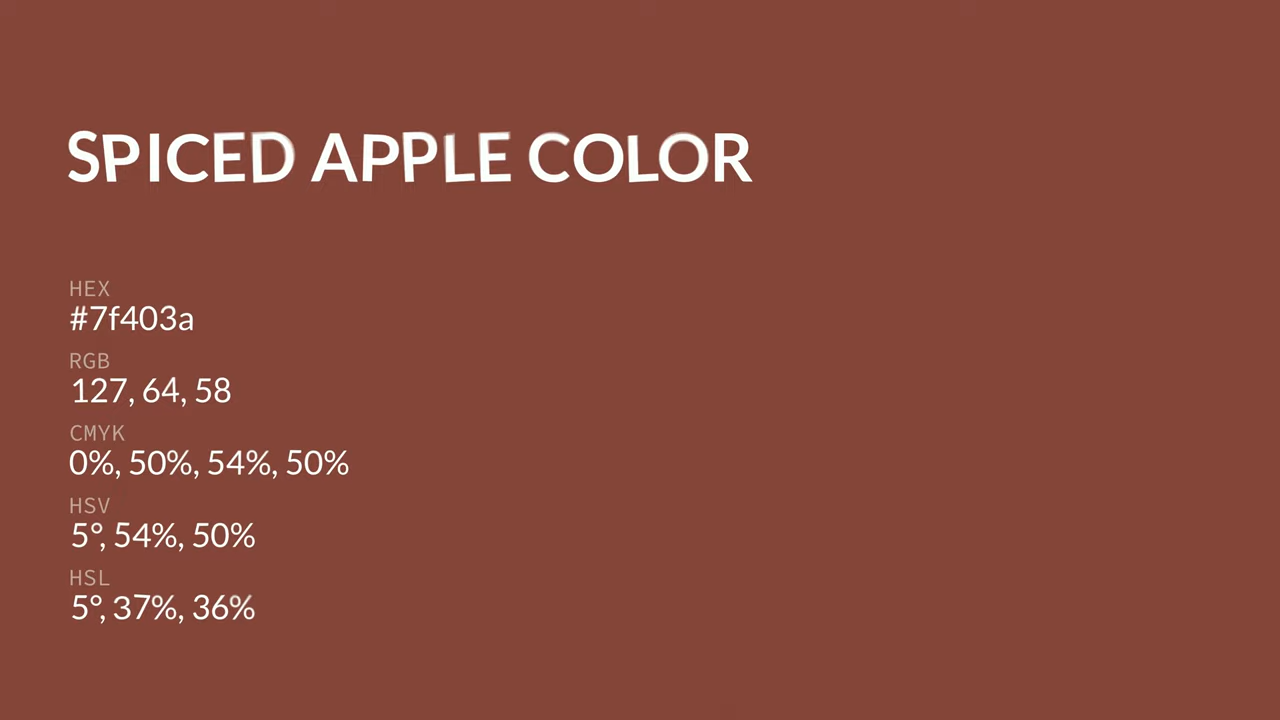 SPICED APPLE COLOR
HEX
#7f403a
RGB
127, 64, 58
CMYK
0%, 50%, 54%, 50%
HSV
5°, 54%, 50%
HSL
5°, 37%, 36%